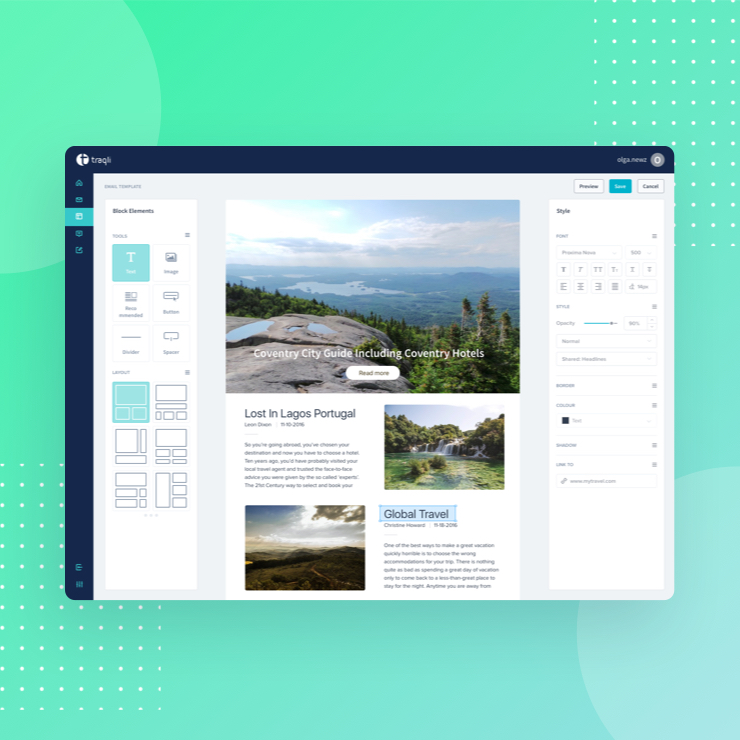 traqli
olga.newz
O
EMAIL TEMPLATE
Preview
Save
Cancel
Block Elements
TOOLS
T
Text
Image
Reco
mmended
Button
Divider
Spacer
LAYOUT
Coventry City Guide Including Coventry Hotels
Read more
Lost In Lagos Portugal
Leon Dixon | 11-10-2016
So you're going abroad, you've chosen your
destination and now you have to choose a hotel.
Ten years ago, you'd have probably visited your
local travel agent and trusted the face-to-face
advice you were given by the so called 'experts'.
The 21st Century way to select and book your
Global Travel
Christine Howard | 11-18-2016
One of the best ways to make a great vacation
quickly horrible is to choose the wrong
accommodations for your trip. There is nothing
quite as bad as spending a great day of vacation
only to come back to a less-then-great place to
stay for the night. Anytime you are away from
Style
FONT
Proxima Nova
500
T T TT Tt T T
14px
STYLE
Opacity
86%
Normal
Shared: Headlines
BORDER
COLOUR
Text
SHADOW
LINK TO
www.mytravel.com